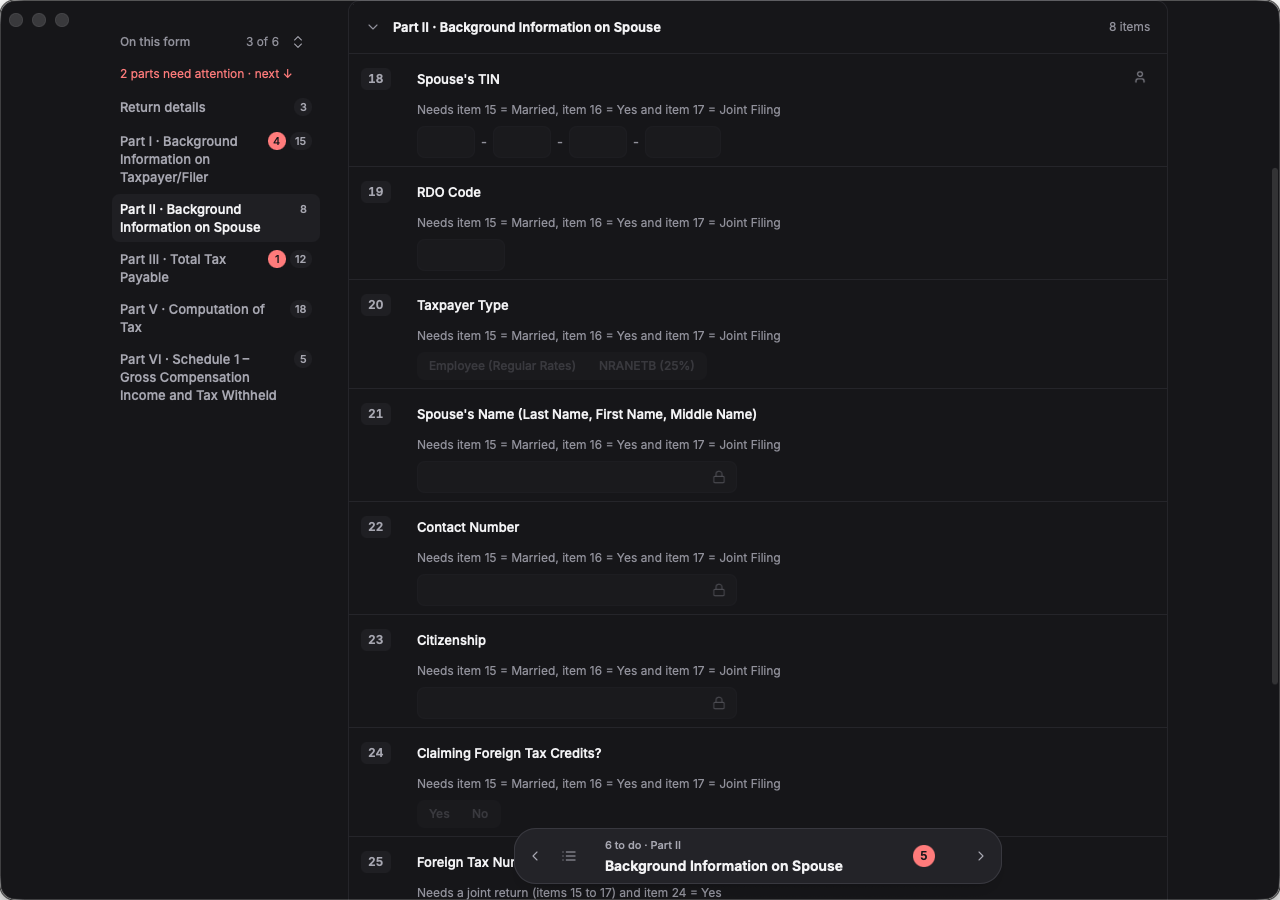 On this form
3 of 6
2 parts need attention · next ↓
Return details
3
Part I · Background Information on Taxpayer/Filer
4
15
Part II · Background Information on Spouse
8
Part III · Total Tax Payable
1
12
Part V · Computation of Tax
18
Part VI · Schedule 1 – Gross Compensation Income and Tax Withheld
5
Part II · Background Information on Spouse
8 items
18
Spouse's TIN
Needs item 15 = Married, item 16 = Yes and item 17 = Joint Filing
- - -
19
RDO Code
Needs item 15 = Married, item 16 = Yes and item 17 = Joint Filing
20
Taxpayer Type
Needs item 15 = Married, item 16 = Yes and item 17 = Joint Filing
Employee (Regular Rates) NRANETB (25%)
21
Spouse's Name (Last Name, First Name, Middle Name)
Needs item 15 = Married, item 16 = Yes and item 17 = Joint Filing
22
Contact Number
Needs item 15 = Married, item 16 = Yes and item 17 = Joint Filing
23
Citizenship
Needs item 15 = Married, item 16 = Yes and item 17 = Joint Filing
24
Claiming Foreign Tax Credits?
Needs item 15 = Married, item 16 = Yes and item 17 = Joint Filing
Yes No
25
Foreign Tax
Needs a joint return (items 15 to 17) and item 24 = Yes
6 to do · Part II
Background Information on Spouse
5